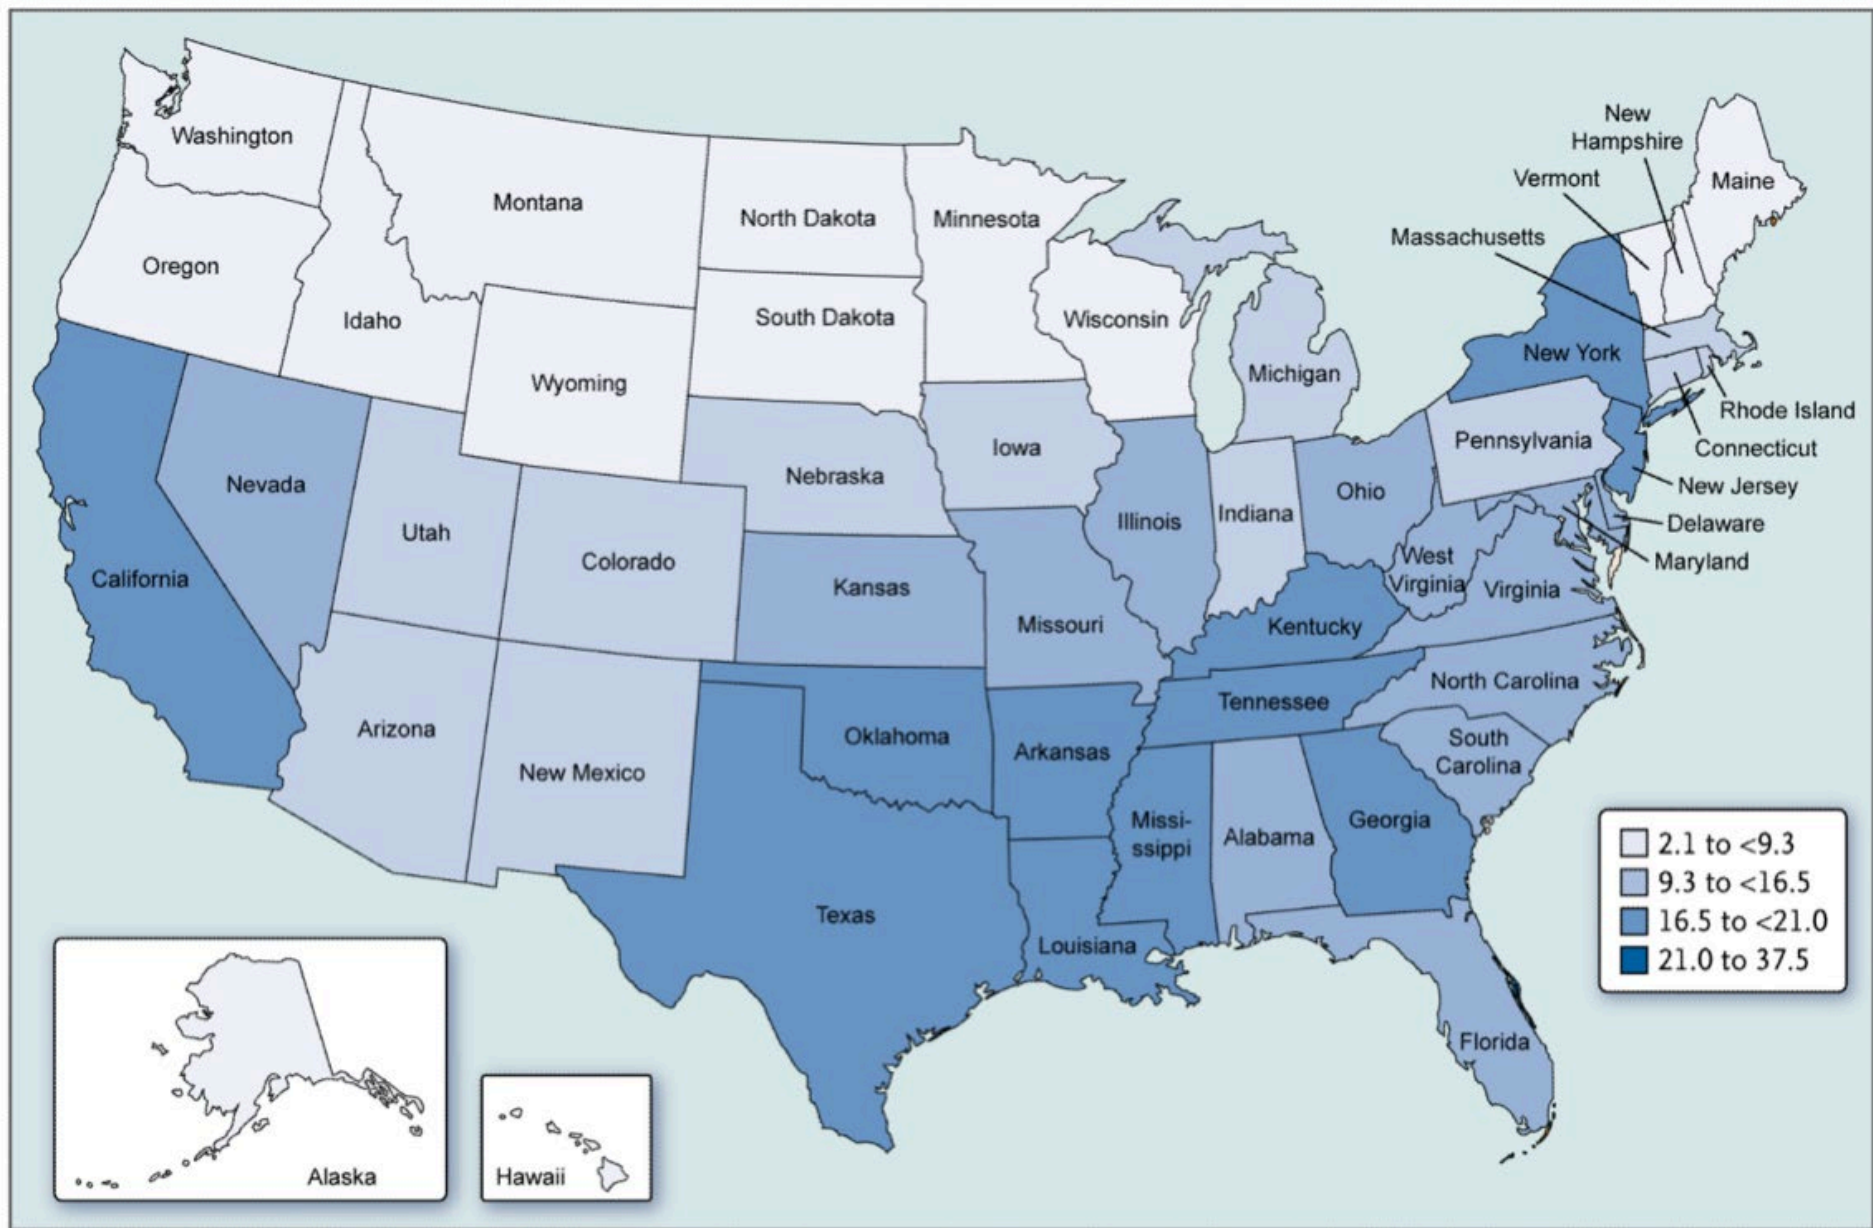 New
Hampshire
Vermont
Maine
Massachusetts
Washington
Montana
North Dakota
Minnesota
Oregon
Idaho
South Dakota
Wisconsin
New York
Wyoming
Michigan
Rhode Island
Iowa
Pennsylvania
Connecticut
Nevada
Nebraska
Ohio
New Jersey
Utah
Illinois
Indiana
Delaware
Colorado
West
Virginia
Maryland
California
Kansas
Virginia
Missouri
Kentucky
North Carolina
Tennessee
Arizona
New Mexico
Oklahoma
Arkansas
South
Carolina
Missi-
ssippi
Alabama
Georgia
Texas
Louisiana
Florida
2.1 to <9.3
9.3 to <16.5
16.5 to <21.0
21.0 to 37.5
Alaska
Hawaii